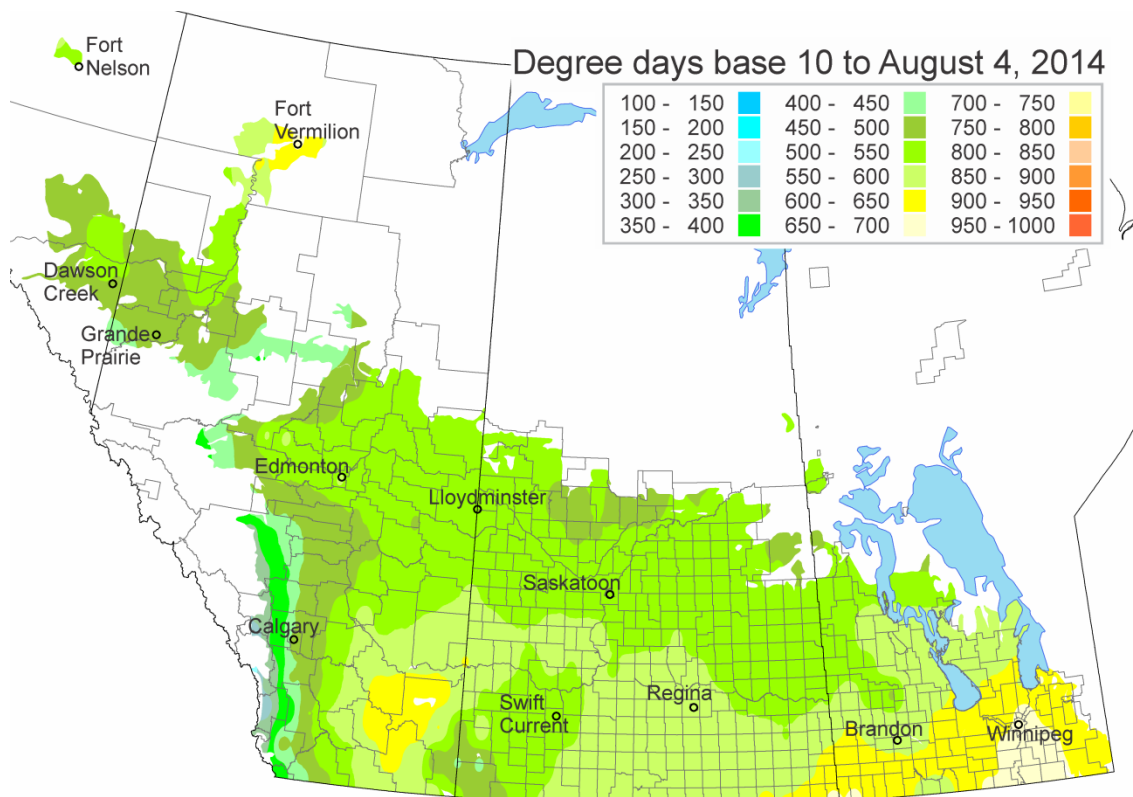 Fort
Nelson
Degree days base 10 to August 4, 2014
100 - 150 400 - 450 700 - 750
150 - 200 450 - 500 750 - 800
200 - 250 500 - 550 800 - 850
250 - 300 550 - 600 850 - 900
300 - 350 600 - 650 900 - 950
350 - 400 650 - 700 950 - 1000
Fort
Vermilion
Dawson
Creek
Grande
Prairie
Edmonton
Lloydminster
Saskatoon
Calgary
Swift
Current
Regina
Brandon
Winnipeg